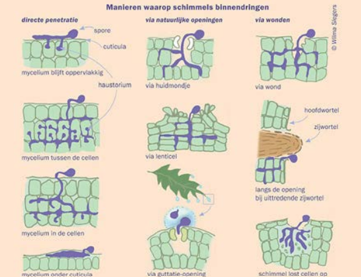 Manieren waarop schimmels binnendringen
directe penetratie
via natuurlijke openingen
via wonden
© Wilma Slegers
spore
cuticula
mycelium blijft oppervlakkig
via huidmondje
via wond
haustorium
hoofdwortel
zijwortel
mycelium tussen de cellen
via lenticel
langs de opening
bij uittredende zijwortel
mycelium in de cellen
mycelium onder cuticula
via guttatie-opening
schimmel lost cellen op